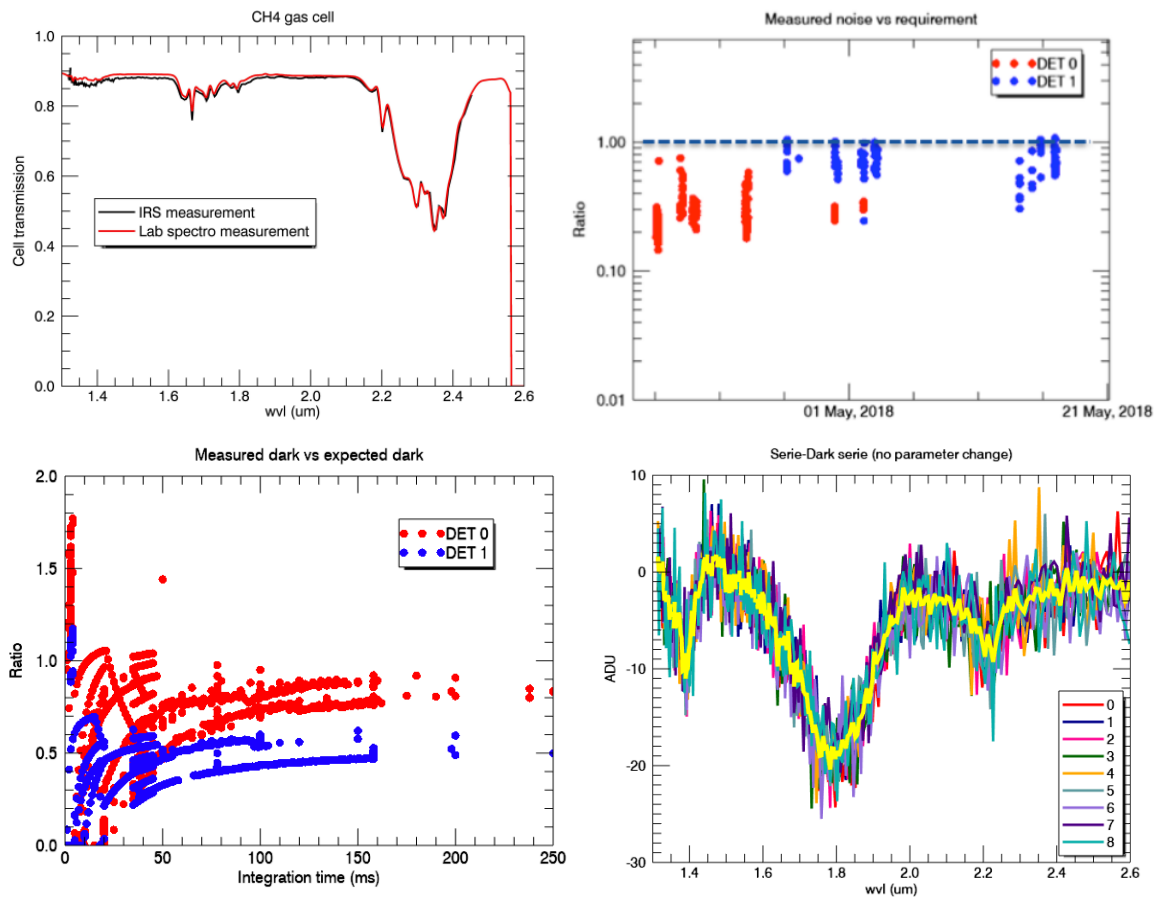 CH4 gas cell
1.0
0.8
0.6
0.4
0.2
0.0
Cell transmission
IRS measurement
Lab spectro measurement
1.4 1.6 1.8 2.0 2.2 2.4 2.6
wvl (um)
Measured noise vs requirement
DET 0
DET 1
1.00
0.10
0.01
Ratio
01 May, 2018 21 May, 2018
Measured dark vs expected dark
2.0
1.5
1.0
0.5
0.0
Ratio
DET 0
DET 1
0 50 100 150 200 250
Integration time (ms)
Serie-Dark serie (no parameter change)
10
0
-10
-20
-30
ADU
0
1
2
3
4
5
6
7
8
1.4 1.6 1.8 2.0 2.2 2.4 2.6
wvl (um)